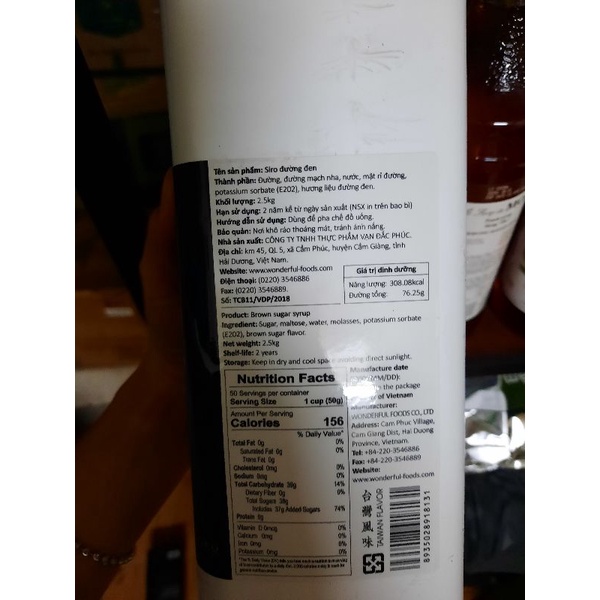 Tên sản phẩm: Siro đường đen
Thành phần: Đường, đường mạch nha, nước, mật rỉ đường,
potassium sorbate (E202), hương liệu đường đen.
Khối lượng: 2.5kg
Hạn sử dụng: 2 năm kể từ ngày sản xuất (NSX in trên bao bì)
Hướng dẫn sử dụng: Dùng để pha chế đồ uống.
Bảo quản: Nơi khô ráo thoáng mát, tránh ánh nắng.
Nhà sản xuất: CÔNG TY TNHH THỰC PHẨM VẠN ĐẮC PHÚC.
Địa chỉ: km 45, QL 5, xã Cẩm Phúc, huyện Cẩm Giàng, tỉnh
Hải Dương, Việt Nam.
Website: www.wonderful-foods.com
Điện thoại: (0220) 3546886
Fax: (0220) 3546889.
Số: TCB11/VDP/2018
Giá trị dinh dưỡng
Năng lượng: 308.08kcal
Đường tổng: 76.25g
Product: Brown sugar syrup
Ingredient: Sugar, maltose, water, molasses, potassium sorbate
(E202), brown sugar flavor.
Net weight: 2.5kg
Shelf-life: 2 years
Storage: Keep in dry and cool space avoiding direct sunlight.
Nutrition Facts
50 Servings per container
Serving Size 1 cup (50g)
Amount Per Serving
Calories 156
% Daily Value*
Total Fat 0g 0%
Saturated Fat 0g 0%
Trans Fat 0g
Cholesterol 0mg 0%
Sodium 0mg 0%
Total Carbohydrate 39g 14%
Dietary Fiber 0g 0%
Total Sugars 38g
Includes 37g Added Sugars 74%
Protein 0g
Vitamin D 0mcg 0%
Calcium 0mg 0%
Iron 0mg 0%
Potassium 0mg 0%
Manufacture date
the package
of Vietnam
Manufacturer:
WONDERFUL FOODS CO., LTD
Address: Cam Phuc Village,
Cam Giang Dist, Hai Duong
Province, Vietnam.
Tel: +84-220-3546886
Fax: +84-220-3546889
Website:
www.wonderful-foods.com
台灣風味
TAIWAN FLAVOR
8935028918131